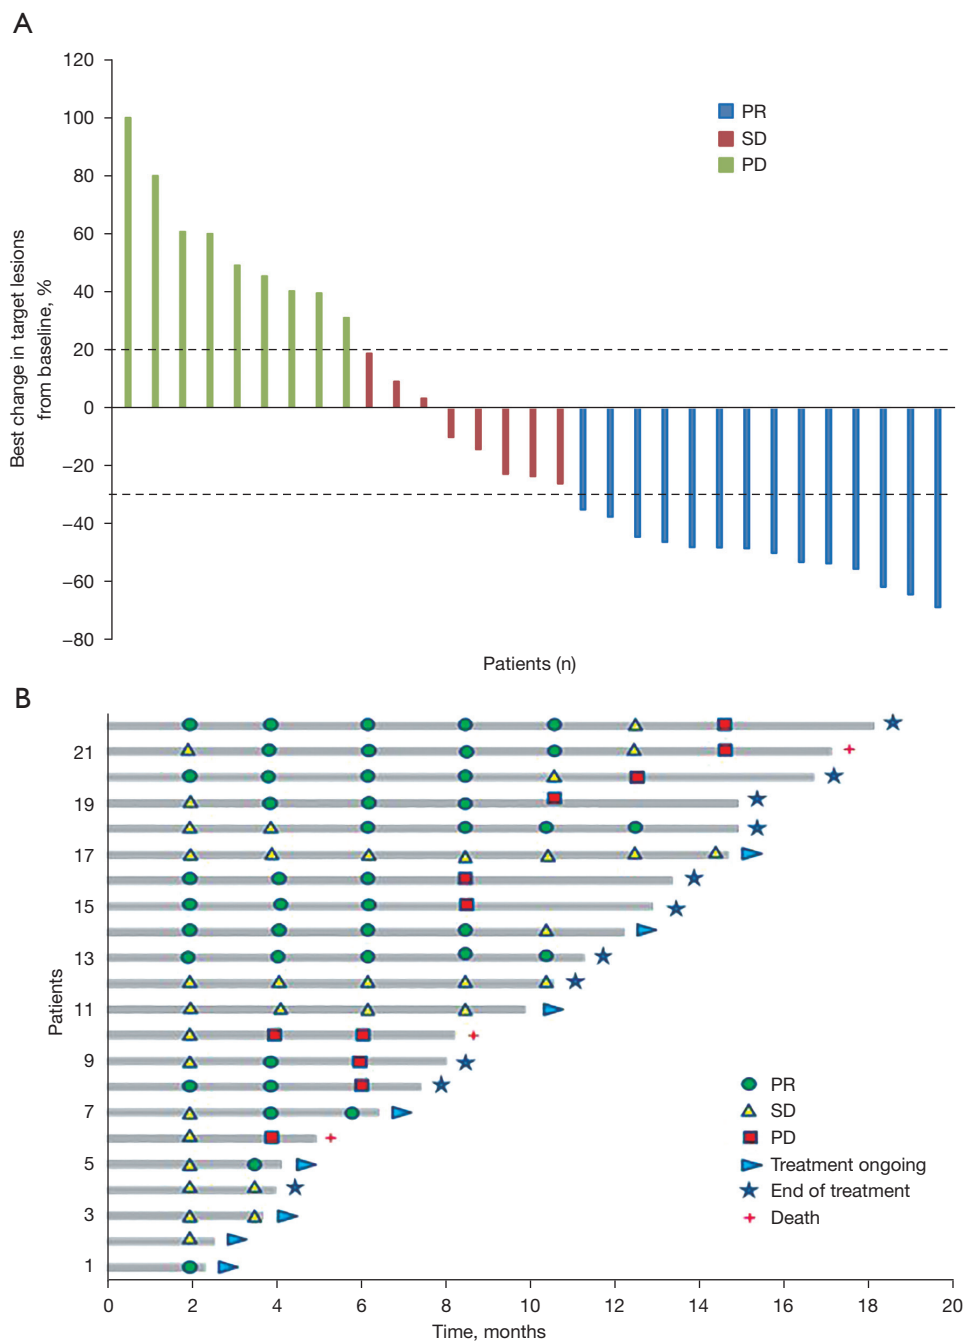 A
120
100
80
60
40
20
0
−20
−40
−60
−80
Best change in target lesions
from baseline, %
PR
SD
PD
Patients (n)
B
21
19
17
15
13
11
9
7
5
3
1
Patients
PR
SD
PD
Treatment ongoing
End of treatment
Death
0 2 4 6 8 10 12 14 16 18 20
Time, months